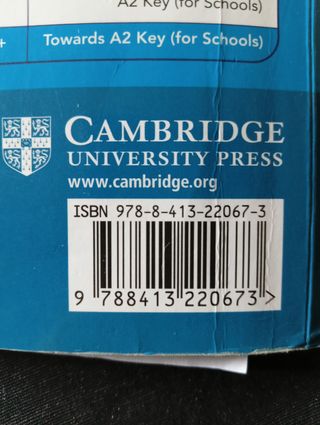 A2 Key (for Schools)
+ Towards A2 Key (for Schools)
CAMBRIDGE
UNIVERSITY PRESS
www.cambridge.org
ISBN 978-8-413-22067-3
9 788413 220673 >